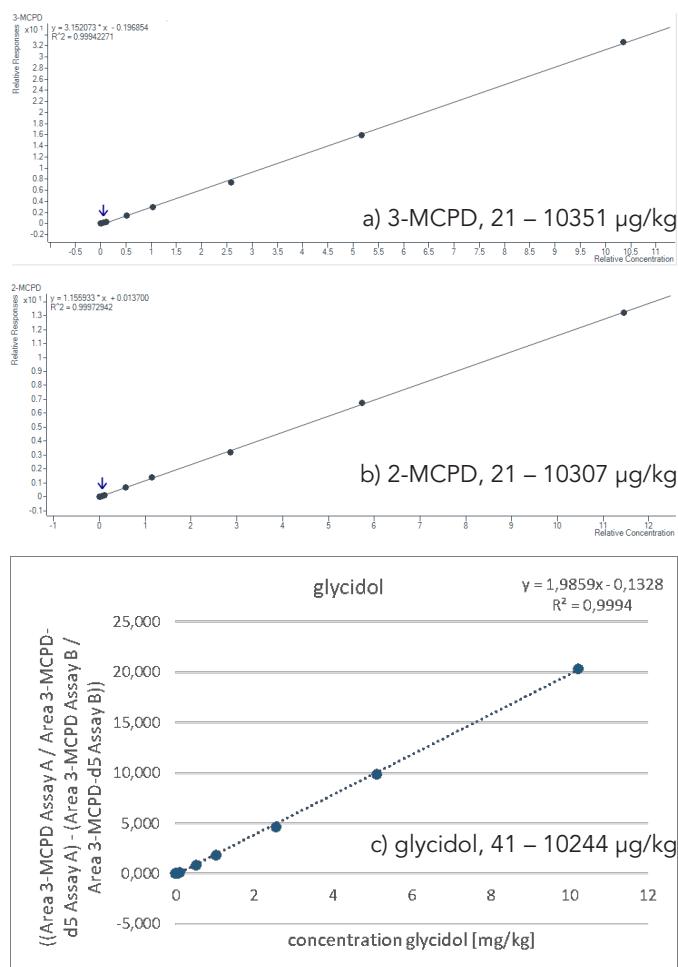 3-MCPD
y = 3.152073 * x - 0.196854
R^2 = 0.99942271
x10^1
Relative Responses
3.2
3
2.8
2.6
2.4
2.2
2
1.8
1.6
1.4
1.2
1
0.8
0.6
0.4
0.2
0
-0.2
a) 3-MCPD, 21 – 10351 µg/kg
-0.5 0 0.5 1 1.5 2 2.5 3 3.5 4 4.5 5 5.5 6 6.5 7 7.5 8 8.5 9 9.5 10 10.5 11
Relative Concentration
2-MCPD
y = 1.155933 * x + 0.013700
R^2 = 0.99972942
x10^1
Relative Responses
1.3
1.2
1.1
1
0.9
0.8
0.7
0.6
0.5
0.4
0.3
0.2
0.1
0
-0.1
b) 2-MCPD, 21 – 10307 µg/kg
-1 0 1 2 3 4 5 6 7 8 9 10 11 12
Relative Concentration
glycidol
y = 1,9859x - 0,1328
R² = 0,9994
((Area 3-MCPD Assay A / Area 3-MCPD-
d5 Assay A) - (Area 3-MCPD Assay B /
Area 3-MCPD-d5 Assay B))
25,000
20,000
15,000
10,000
5,000
0,000
-5,000
c) glycidol, 41 – 10244 µg/kg
0 2 4 6 8 10 12
concentration glycidol [mg/kg]